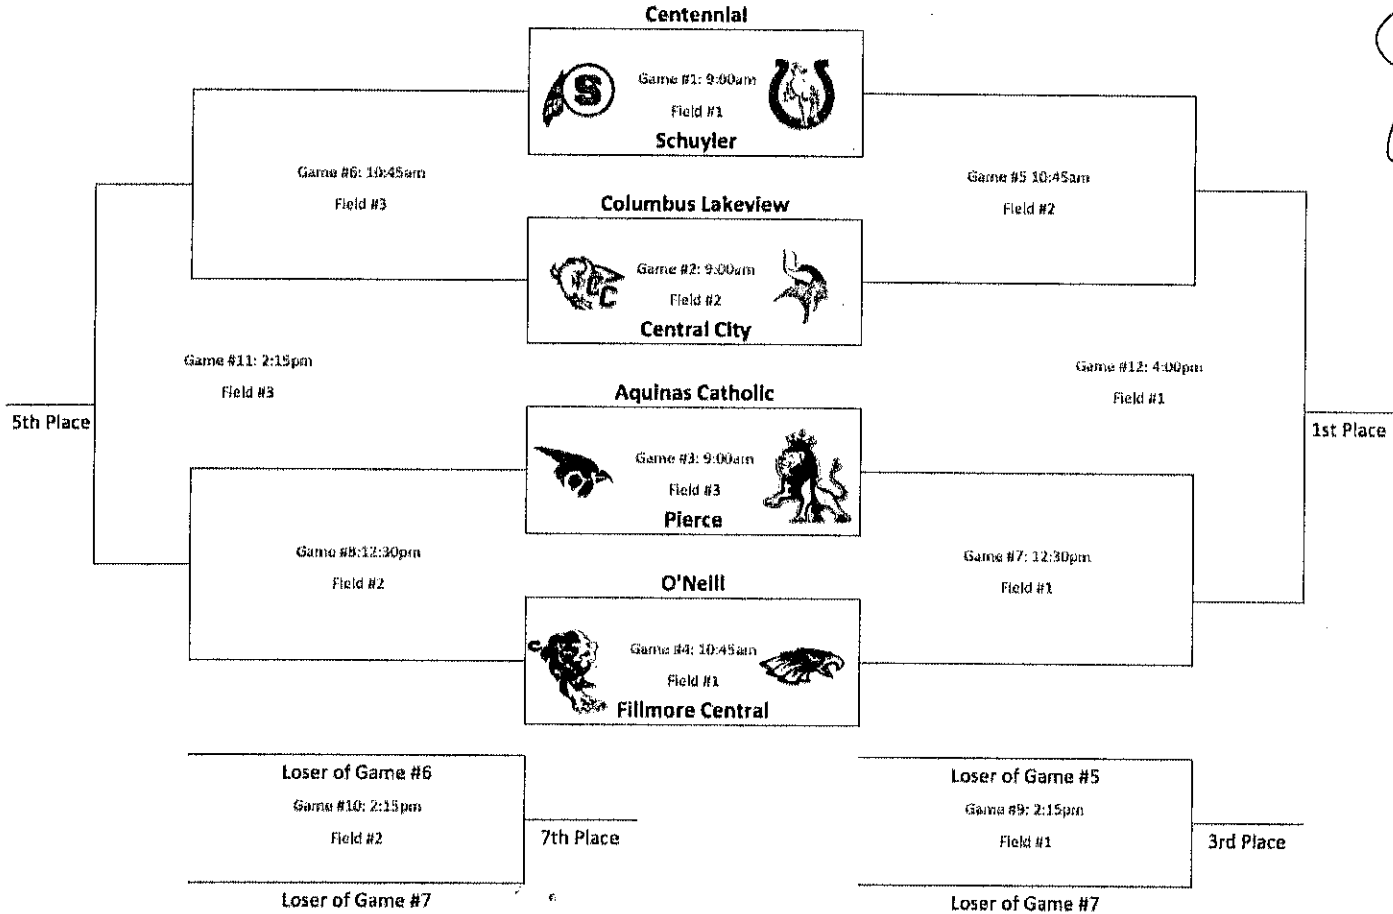 Centennial
Game #1: 9:00am
Field #1
Schuyler
S
Game #6: 10:45am
Field #3
Game #5 10:45am
Field #2
Columbus Lakeview
Game #2: 9:00am
Field #2
Central City
CC
Game #11: 2:15pm
Field #3
Game #12: 4:00pm
Field #1
5th Place
1st Place
Aquinas Catholic
Game #3: 9:00am
Field #3
Pierce
Game #8:12:30pm
Field #2
Game #7: 12:30pm
Field #1
O'Neill
Game #4: 10:45am
Field #1
Fillmore Central
Loser of Game #6
Game #10: 2:15pm
Field #2
7th Place
Loser of Game #7
Loser of Game #5
Game #9: 2:15pm
Field #1
3rd Place
Loser of Game #7